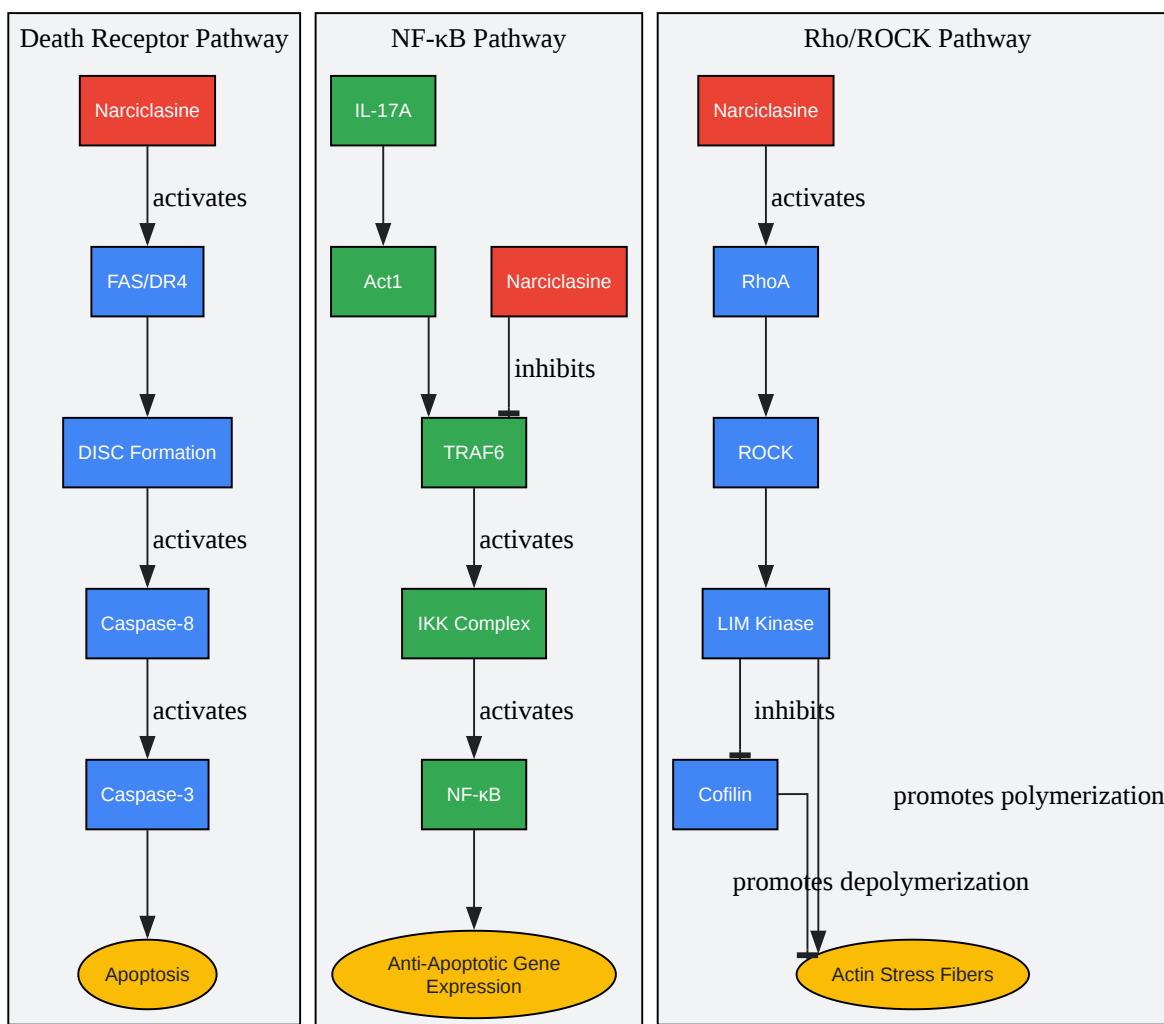 Death Receptor Pathway
Narciclasine
activates
FAS/DR4
DISC Formation
activates
Caspase-8
activates
Caspase-3
Apoptosis
NF-κB Pathway
IL-17A
Act1
Narciclasine
inhibits
TRAF6
activates
IKK Complex
activates
NF-κB
Anti-Apoptotic Gene
Expression
Rho/ROCK Pathway
Narciclasine
activates
RhoA
ROCK
LIM Kinase
inhibits
Cofilin
promotes polymerization
promotes depolymerization
Actin Stress Fibers